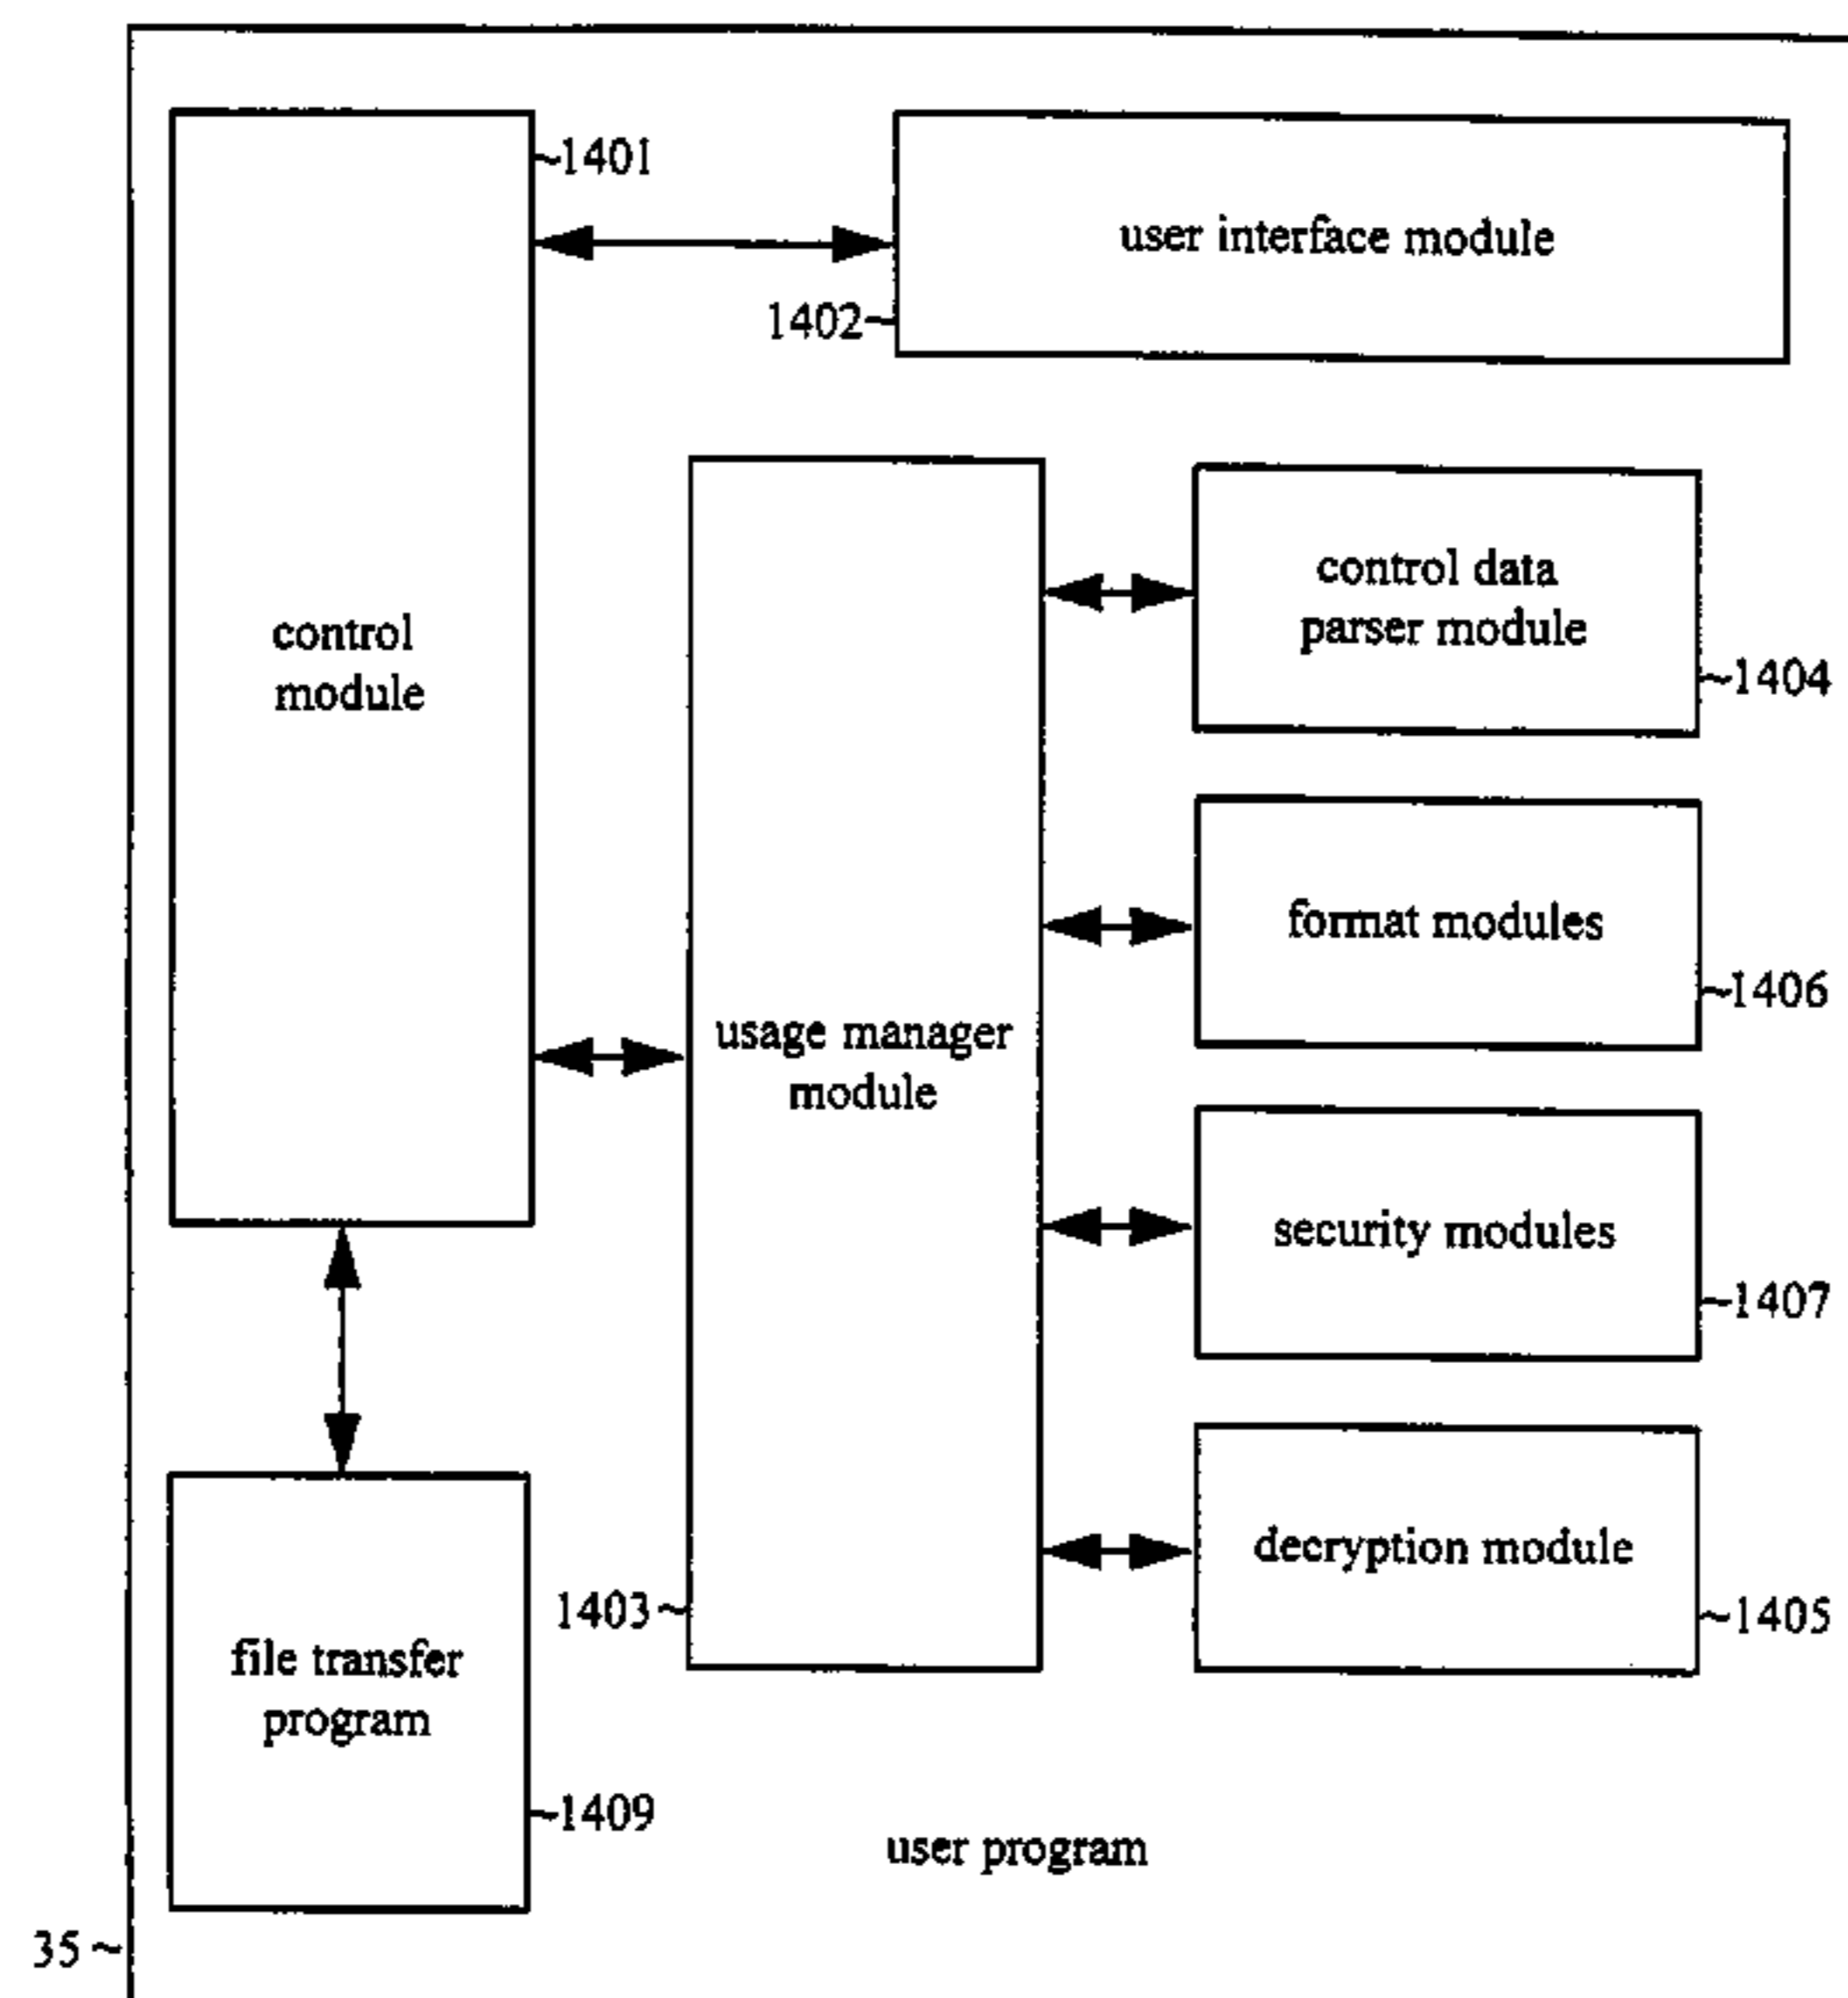 1401
user interface module
1402
control
module
control data
parser module
1404
format modules
1406
usage manager
module
security modules
1407
decryption module
1403
1405
file transfer
program
1409
user program
35